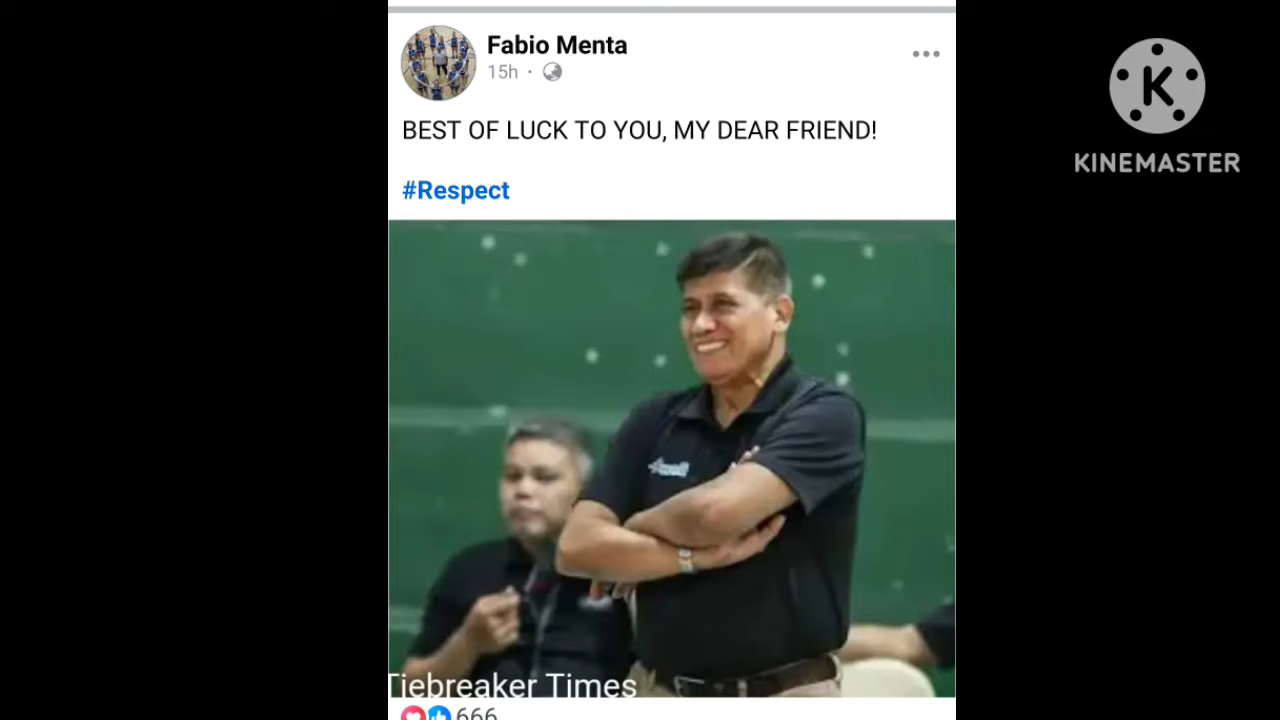 Fabio Menta
15h ·
BEST OF LUCK TO YOU, MY DEAR FRIEND!
#Respect
K
KINEMASTER
Tiebreaker Times
666